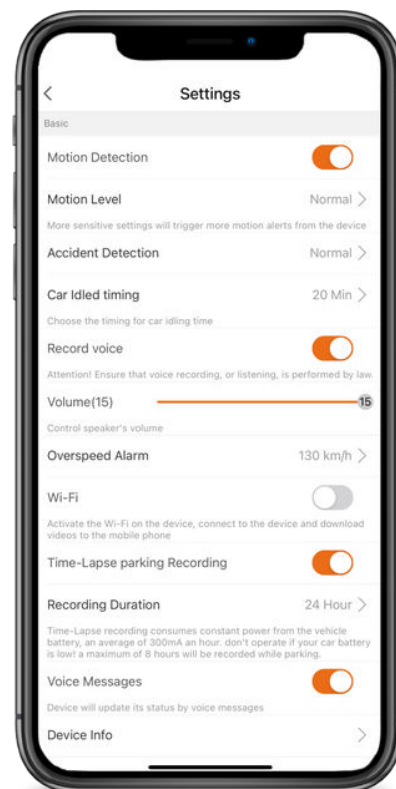 Settings
Basic
Motion Detection
Motion Level Normal
More sensitive settings will trigger more motion alerts from the device
Accident Detection Normal
Car Idled timing 20 Min
Choose the timing for car idling time
Record voice
Attention! Ensure that voice recording, or listening, is performed by law.
Volume(15) 15
Control speaker's volume
Overspeed Alarm 130 km/h
Wi-Fi
Activate the Wi-Fi on the device, connect to the device and download
videos to the mobile phone
Time-Lapse parking Recording
Recording Duration 24 Hour
Time-Lapse recording consumes constant power from the vehicle
battery, an average of 300mA an hour. don't operate if your car battery
is low! a maximum of 8 hours will be recorded while parking.
Voice Messages
Device will update its status by voice messages
Device Info